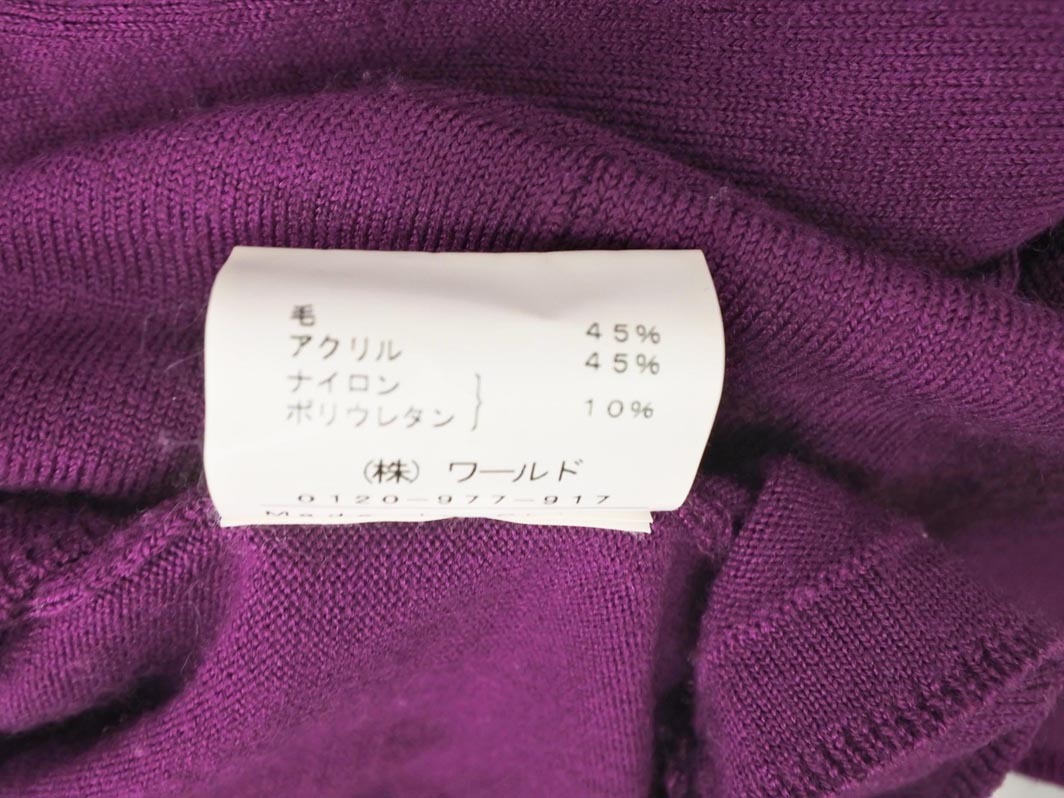 毛 45%
アクリル 45%
ナイロン
ポリウレタン } 10%
(株) ワールド
0120-977-917
Made